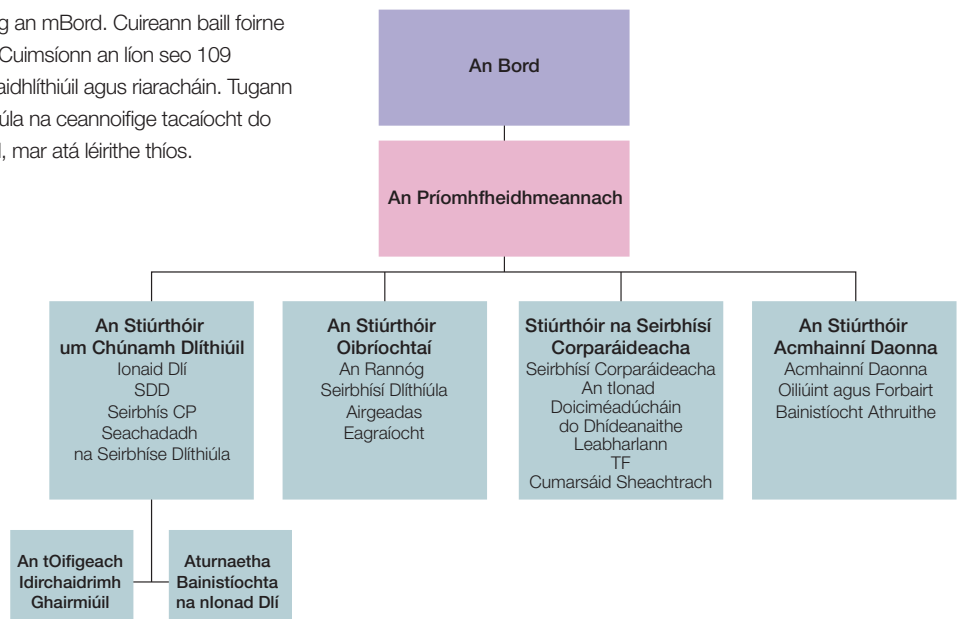 g an mBord. Cuireann baill foirne
Cuimsíonn an líon seo 109
aidhlíthiúil agus riaracháin. Tugann
úla na ceannoifige tacaíocht do
, mar atá léirithe thíos.
An Bord
An Príomhfheidhmeannach
An Stiúrthóir
um Chúnamh Dlíthiúil
Ionaid Dlí
SDD
Seirbhís CP
Seachadadh
na Seirbhíse Dlíthiúla
An Stiúrthóir
Oibríochtaí
An Rannóg
Seirbhísí Dlíthiúla
Airgeadas
Eagraíocht
Stiúrthóir na Seirbhísí
Corparáideacha
Seirbhísí Corparáideacha
An tIonad
Doiciméadúcháin
do Dhídeanaithe
Leabharlann
TF
Cumarsáid Sheachtrach
An Stiúrthóir
Acmhainní Daonna
Acmhainní Daonna
Oiliúint agus Forbairt
Bainistíocht Athruithe
An tOifigeach
Idirchaidrimh
Ghairmiúil
Aturnaetha
Bainistíochta
na nIonad Dlí